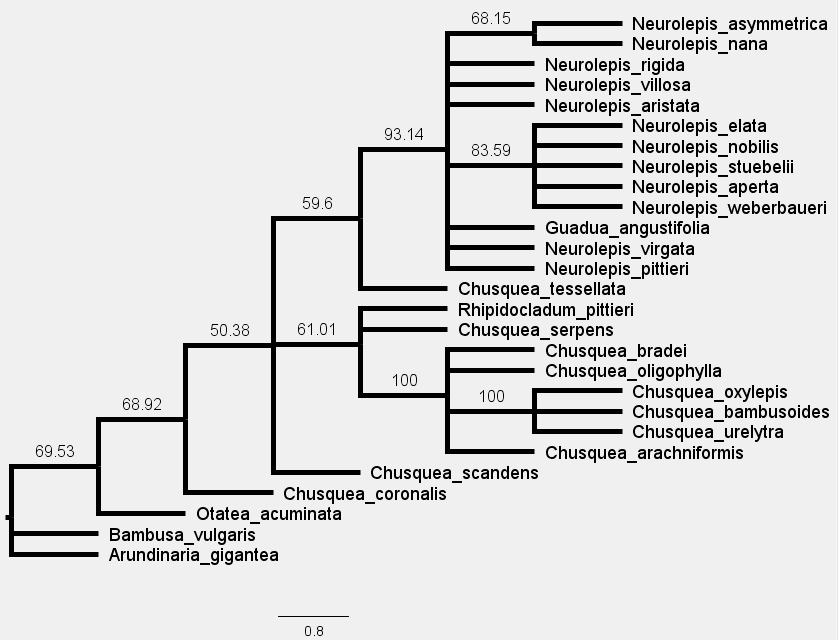 68.15
Neurolepis_asymmetrica
Neurolepis_nana
Neurolepis_rigida
Neurolepis_villosa
Neurolepis_aristata
93.14
Neurolepis_elata
Neurolepis_nobilis
83.59
Neurolepis_stuebelii
Neurolepis_aperta
Neurolepis_weberbaueri
59.6
Guadua_angustifolia
Neurolepis_virgata
Neurolepis_pittieri
Chusquea_tessellata
Rhipidocladum_pittieri
50.38
61.01
Chusquea_serpens
Chusquea_bradei
Chusquea_oligophylla
100
100
Chusquea_oxylepis
Chusquea_bambusoides
68.92
Chusquea_urelytra
Chusquea_arachniformis
69.53
Chusquea_scandens
Chusquea_coronalis
Otatea_acuminata
Bambusa_vulgaris
Arundinaria_gigantea
0.8